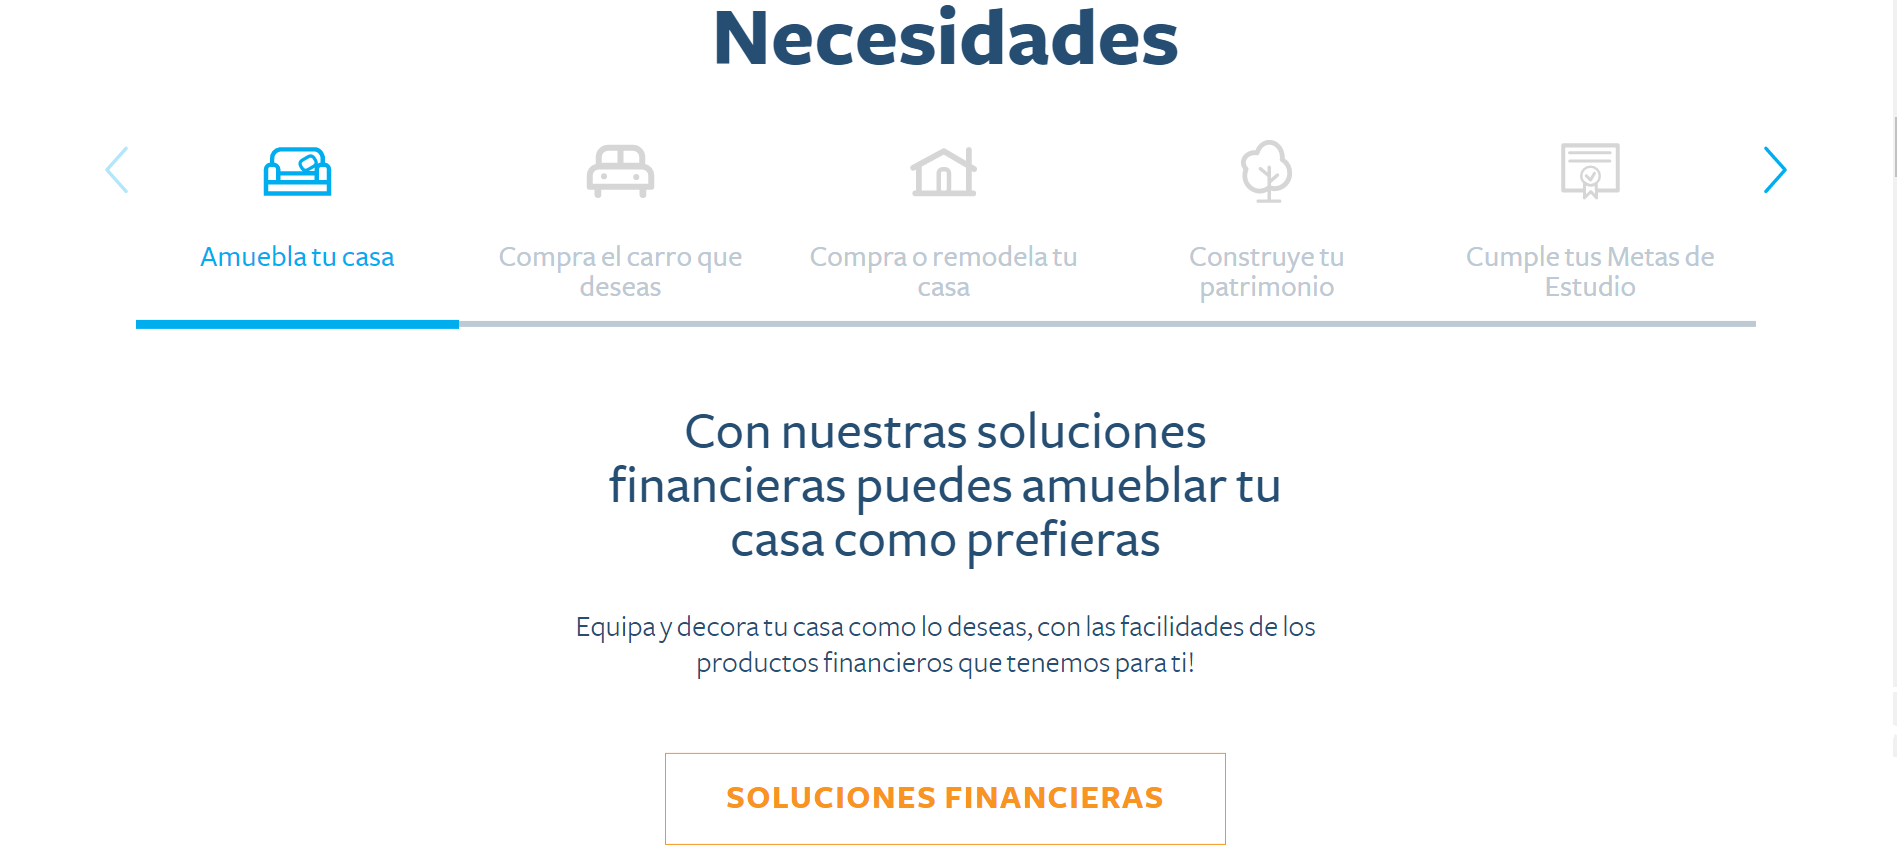 Necesidades
Amuebla tu casa
Compra el carro que
deseas
Compra o remodela tu
casa
Construye tu
patrimonio
Cumple tus Metas de
Estudio
Con nuestras soluciones
financieras puedes amueblar tu
casa como prefieras
Equipa y decora tu casa como lo deseas, con las facilidades de los
productos financieros que tenemos para ti!
SOLUCIONES FINANCIERAS